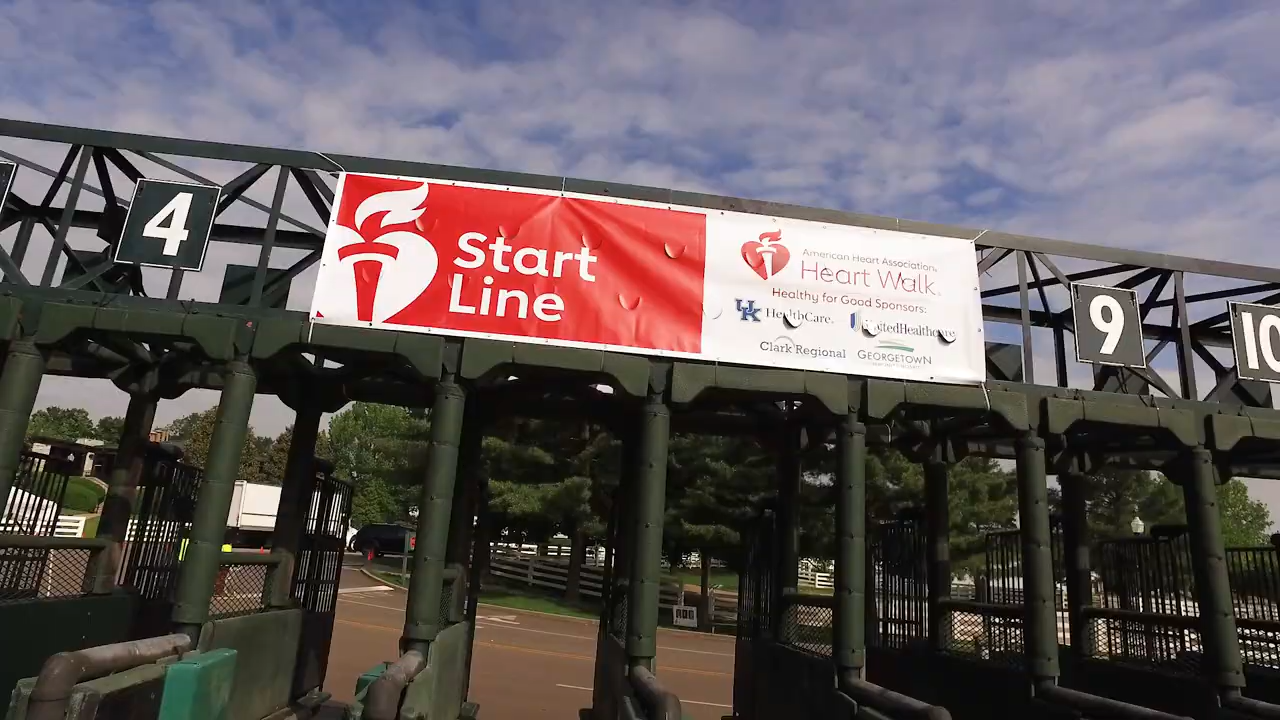 4
Start
Line
American Heart Association®
Heart Walk
Healthy for Good Sponsors:
UK HealthCare.
UnitedHealthcare
Clark Regional
GEORGETOWN
9
10